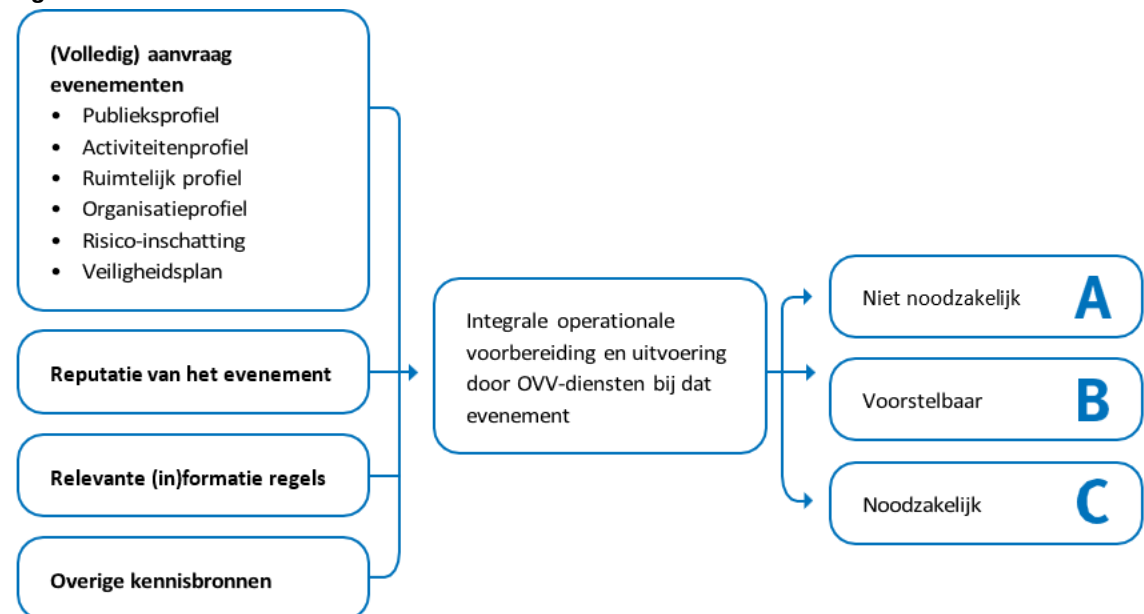 (Volledig) aanvraag
evenementen
• Publieksprofiel
• Activiteitenprofiel
• Ruimtelijk profiel
• Organisatieprofiel
• Risico-inschatting
• Veiligheidsplan
Reputatie van het evenement
Relevante (in)formatie regels
Overige kennisbronnen
Integrale operationale
voorbereiding en uitvoering
door OVV-diensten bij dat
evenement
Niet noodzakelijk A
Voorstelbaar B
Noodzakelijk C